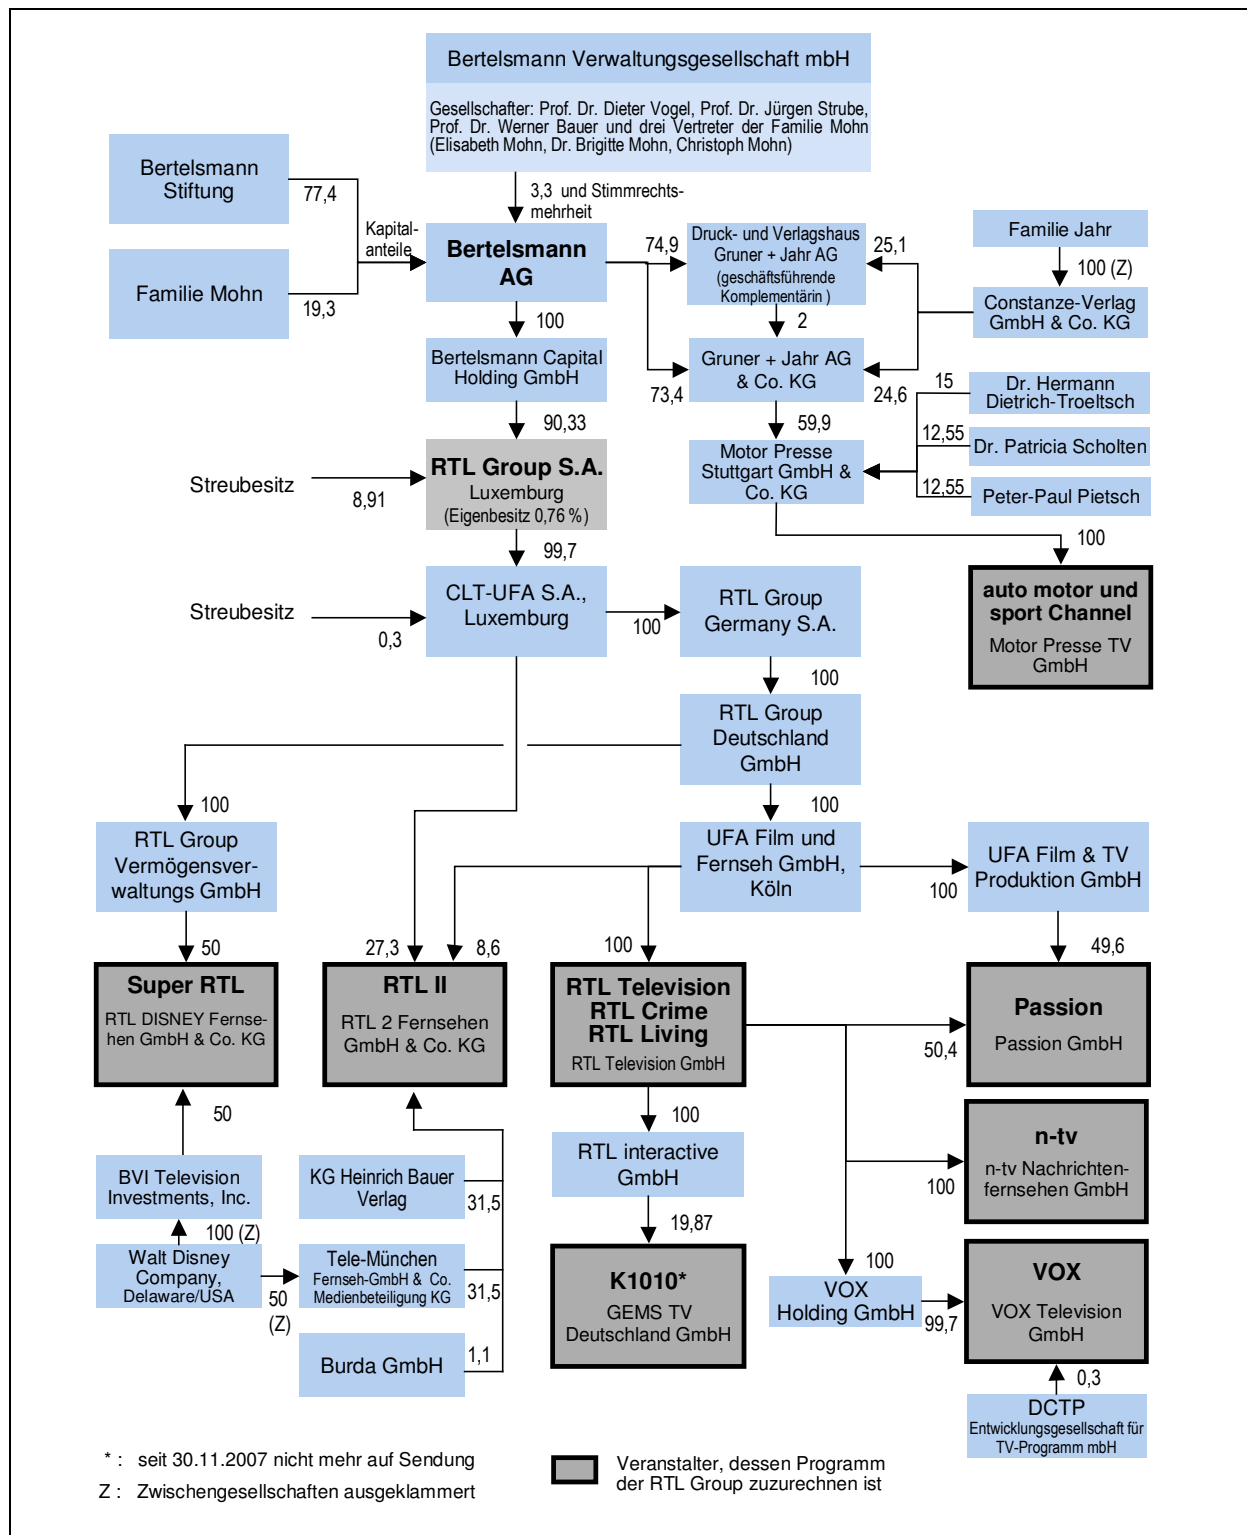 Bertelsmann Verwaltungsgesellschaft mbH
Gesellschafter: Prof. Dr. Dieter Vogel, Prof. Dr. Jürgen Strube,
Prof. Dr. Werner Bauer und drei Vertreter der Familie Mohn
(Elisabeth Mohn, Dr. Brigitte Mohn, Christoph Mohn)
Bertelsmann
Stiftung
77,4
3,3 und Stimmrechts-
mehrheit
Kapital-
anteile
Familie Mohn
19,3
Bertelsmann
AG
74,9
Druck- und Verlagshaus
Gruner + Jahr AG
(geschäftsführende
Komplementärin )
25,1
Familie Jahr
100 (Z)
Constanze-Verlag
GmbH & Co. KG
100
2
Bertelsmann Capital
Holding GmbH
73,4
Gruner + Jahr AG
& Co. KG
24,6
15
Dr. Hermann
Dietrich-Troeltsch
90,33
59,9
12,55
Dr. Patricia Scholten
Streubesitz
8,91
RTL Group S.A.
Luxemburg
(Eigenbesitz 0,76 %)
Motor Presse
Stuttgart GmbH &
Co. KG
12,55
Peter-Paul Pietsch
99,7
100
Streubesitz
0,3
CLT-UFA S.A.,
Luxemburg
100
RTL Group
Germany S.A.
auto motor und
sport Channel
Motor Presse TV
GmbH
100
RTL Group
Deutschland
GmbH
100
100
RTL Group
Vermögensver-
waltungs GmbH
UFA Film und
Fernseh GmbH,
Köln
100
UFA Film & TV
Produktion GmbH
50
27,3
8,6
100
49,6
Super RTL
RTL DISNEY Fernse-
hen GmbH & Co. KG
RTL II
RTL 2 Fernsehen
GmbH & Co. KG
RTL Television
RTL Crime
RTL Living
RTL Television GmbH
50,4
Passion
Passion GmbH
50
100
BVI Television
Investments, Inc.
KG Heinrich Bauer
Verlag
31,5
RTL interactive
GmbH
100
n-tv
n-tv Nachrichten-
fernsehen GmbH
100 (Z)
19,87
Walt Disney
Company,
Delaware/USA
50
(Z)
Tele-München
Fernseh-GmbH & Co.
Medienbeteiligung KG
31,5
K1010*
GEMS TV
Deutschland GmbH
100
VOX
Holding GmbH
99,7
VOX
VOX Television
GmbH
Burda GmbH
1,1
0,3
DCTP
Entwicklungsgesellschaft für
TV-Programm mbH
* : seit 30.11.2007 nicht mehr auf Sendung
Z : Zwischengesellschaften ausgeklammert
Veranstalter, dessen Programm
der RTL Group zuzurechnen ist